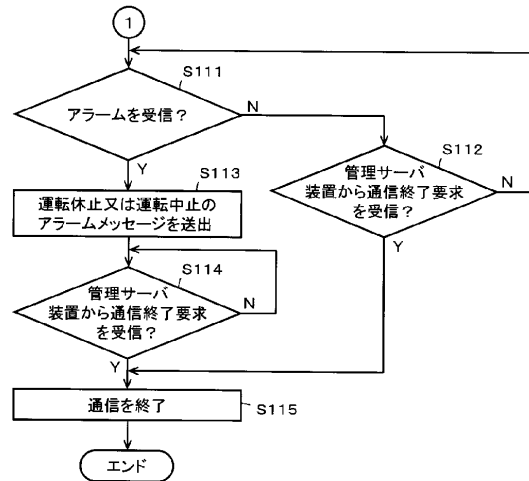 1
S111
アラームを受信？
N
Y
S112
管理サーバ
装置から通信終了要求
を受信？
N
Y
S113
運転休止又は運転中止の
アラームメッセージを送出
S114
管理サーバ
装置から通信終了要求
を受信？
N
Y
通信を終了
S115
エンド